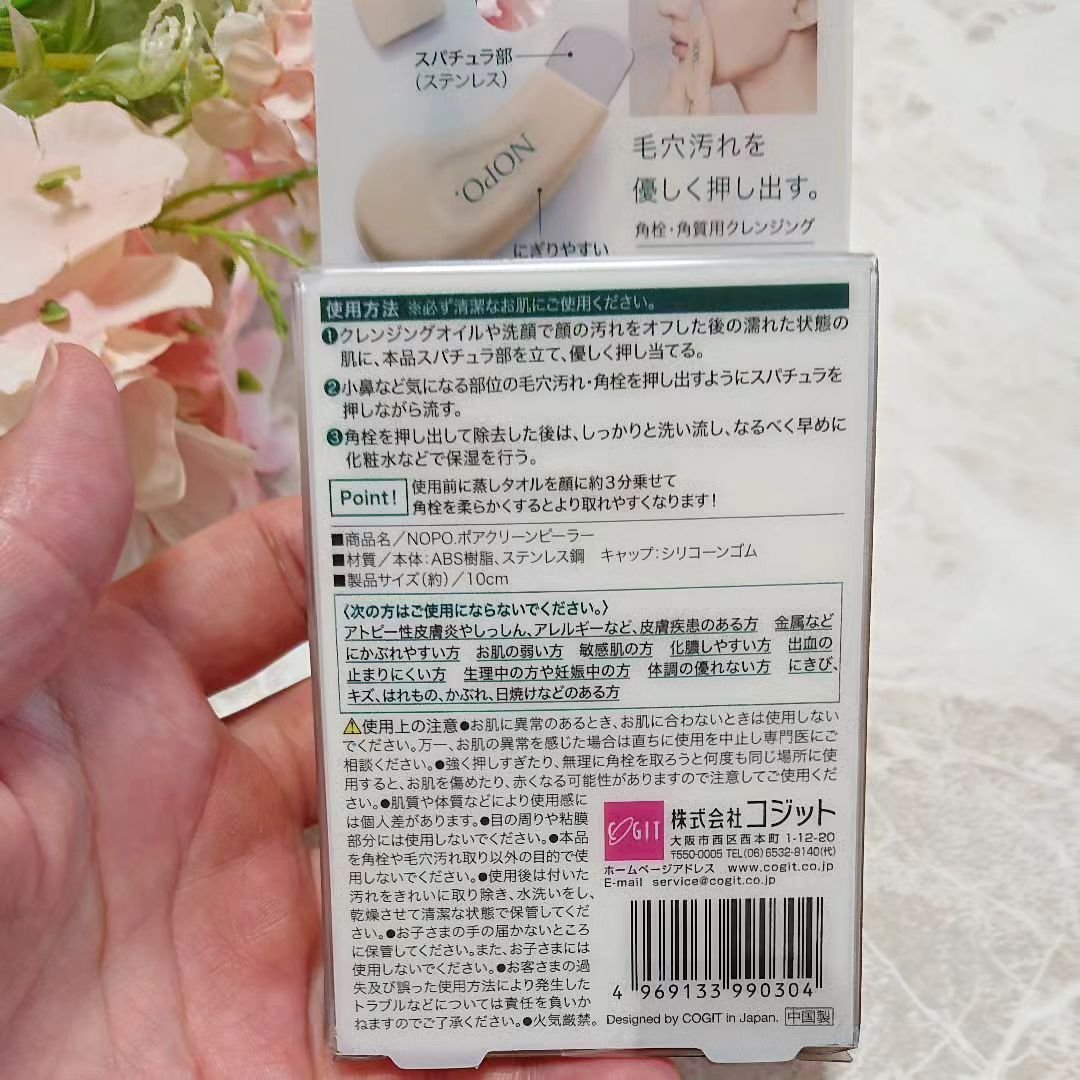 スパチュラ部
(ステンレス)
NOPO.
毛穴汚れを
優しく押し出す。
角栓・角質用クレンジング
にぎりやすい
使用方法 ※必ず清潔なお肌にご使用ください。
❶クレンジングオイルや洗顔で顔の汚れをオフした後の濡れた状態の
肌に、本品スパチュラ部を立て、優しく押し当てる。
❷小鼻など気になる部位の毛穴汚れ・角栓を押し出すようにスパチュラを
押しながら流す。
❸角栓を押し出して除去した後は、しっかりと洗い流し、なるべく早めに
化粧水などで保湿を行う。
Point! 使用前に蒸しタオルを顔に約3分乗せて
角栓を柔らかくするとより取れやすくなります!
■商品名/NOPO.ポアクリーンピーラー
■材質/本体:ABS樹脂、ステンレス鋼 キャップ:シリコーンゴム
■製品サイズ(約)/10cm
〈次の方はご使用にならないでください。〉
アトピー性皮膚炎やしっしん、アレルギーなど、皮膚疾患のある方 金属など
にかぶれやすい方 お肌の弱い方 敏感肌の方 化膿しやすい方 出血の
止まりにくい方 生理中の方や妊娠中の方 体調の優れない方 にきび、
キズ、はれもの、かぶれ、日焼けなどのある方
⚠使用上の注意●お肌に異常のあるとき、お肌に合わないときは使用しない
でください。万一、お肌の異常を感じた場合は直ちに使用を中止し専門医にご
相談ください。●強く押しすぎたり、無理に角栓を取ろうと何度も同じ場所に使
用すると、お肌を傷めたり、赤くなる可能性がありますので注意してご使用くだ
さい。●肌質や体質などにより使用感に
は個人差があります。●目の周りや粘膜
部分には使用しないでください。●本品
を角栓や毛穴汚れ取り以外の目的で使
用しないでください。●使用後は付いた
汚れをきれいに取り除き、水洗いをし、
乾燥させて清潔な状態で保管してくだ
さい。●お子さまの手の届かないところ
に保管してください。また、お子さまには
使用しないでください。●お客さまの過
失及び誤った使用方法により発生した
トラブルなどについては責任を負いか
ねますのでご了承ください。●火気厳禁。
COGIT 株式会社コジット
大阪市西区西本町 1-12-20
〒550-0005 TEL(06)6532-8140(代)
ホームページアドレス www.cogit.co.jp
E-mail service@cogit.co.jp
4 969133 990304
Designed by COGIT in Japan. 中国製